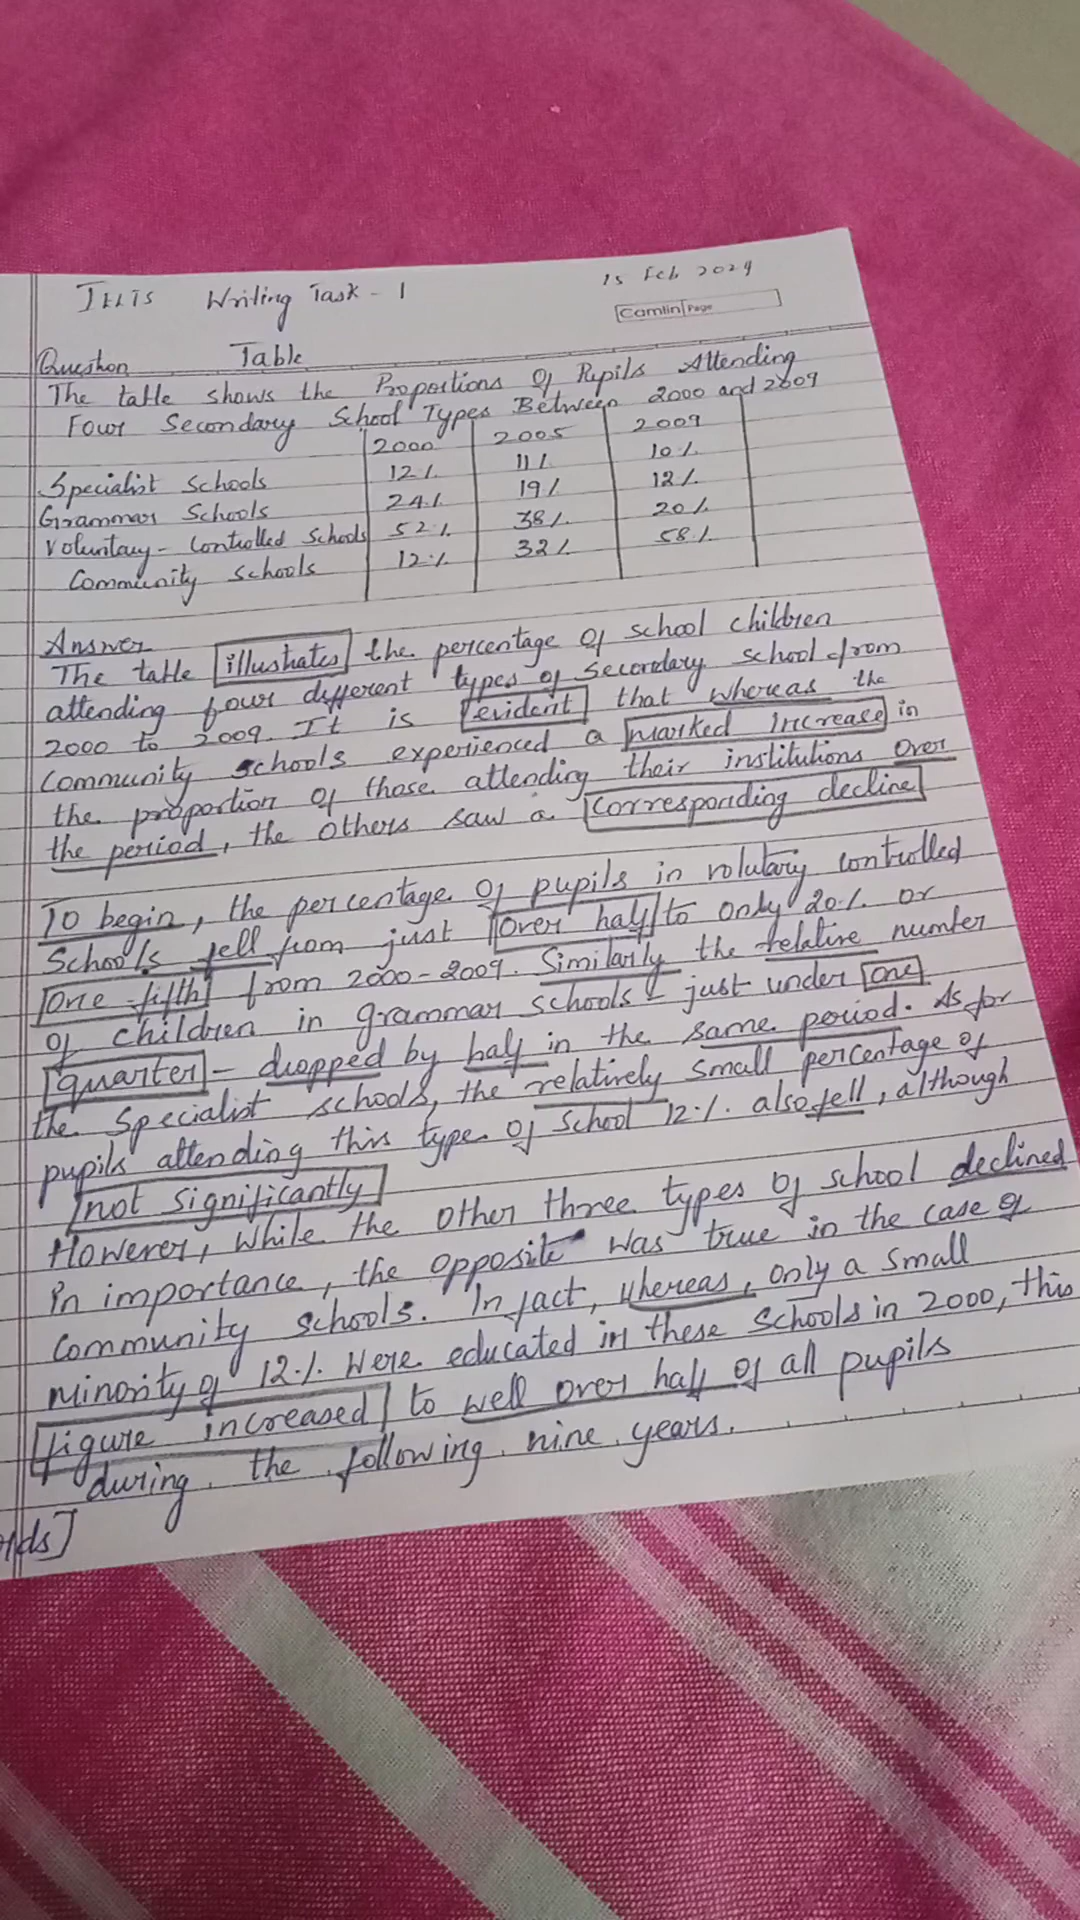 IELTS Writing Task - 1
15 Feb 2024
Camlin Page
Question Table
The table shows the Proportions Of Pupils Attending
Four Secondary School Types Between 2000 and 2009
2000 2005 2009
Specialist Schools 12% 11% 10%
Grammar Schools 24% 19% 12%
Voluntary-Controlled Schools 52% 38% 20%
Community Schools 12% 32% 58%
Answer
The table illustrates the percentage of school children
attending four different types of secondary school from
2000 to 2009. It is evident that whereas the
Community schools experienced a marked increase in
the proportion of those attending their institutions over
the period, the others saw a corresponding decline
To begin, the percentage of pupils in volutary controlled
Schools fell from just over half to only 20% or
one fifth from 2000-2009. Similarly the relative number
of children in grammar schools - just under one
quarter - dropped by half in the same period. As for
the specialist schools, the relatively small percentage of
pupils attending this type of school 12% also fell, although
not significantly
However, while the other three types of school declined
in importance, the opposite was true in the case of
Community schools. In fact, whereas, only a small
minority of 12% were educated in these schools in 2000, this
figure increased to well over half of all pupils
during the following nine years.